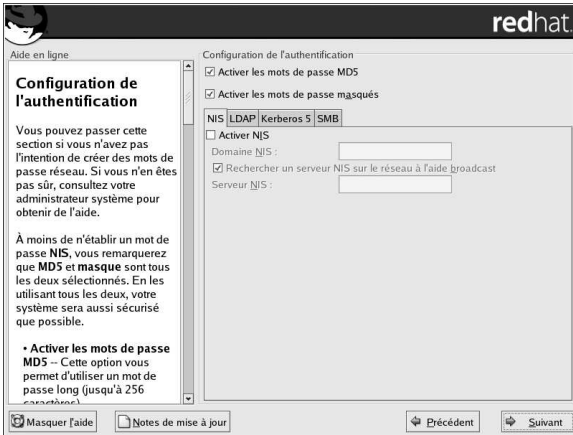 redhat.
Aide en ligne
Configuration de
l'authentification
Vous pouvez passer cette
section si vous n'avez pas
l'intention de créer des mots de
passe réseau. Si vous n'en êtes
pas sûr, consultez votre
administrateur système pour
obtenir de l'aide.
À moins de n'établir un mot de
passe NIS, vous remarquerez
que MD5 et masque sont tous
les deux sélectionnés. En les
utilisant tous les deux, votre
système sera aussi sécurisé
que possible.
• Activer les mots de passe
MD5 -- Cette option vous
permet d'utiliser un mot de
passe long (jusqu'à 256
caractères)
Configuration de l'authentification
Activer les mots de passe MD5
Activer les mots de passe masqués
NIS LDAP Kerberos 5 SMB
Activer NIS
Domaine NIS :
Rechercher un serveur NIS sur le réseau à l'aide broadcast
Serveur NIS :
Masquer l'aide
Notes de mise à jour
Précédent
Suivant